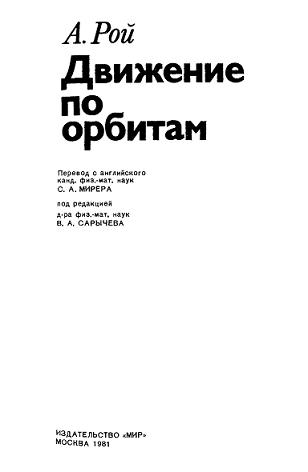 А. Рой
Движение
по
орбитам
Перевод с английского
канд. физ.-мат. наук
С. А. МИРЕРА
под редакцией
д-ра физ.-мат. наук
В. А. САРЫЧЕВА
ИЗДАТЕЛЬСТВО «МИР»
МОСКВА 1981